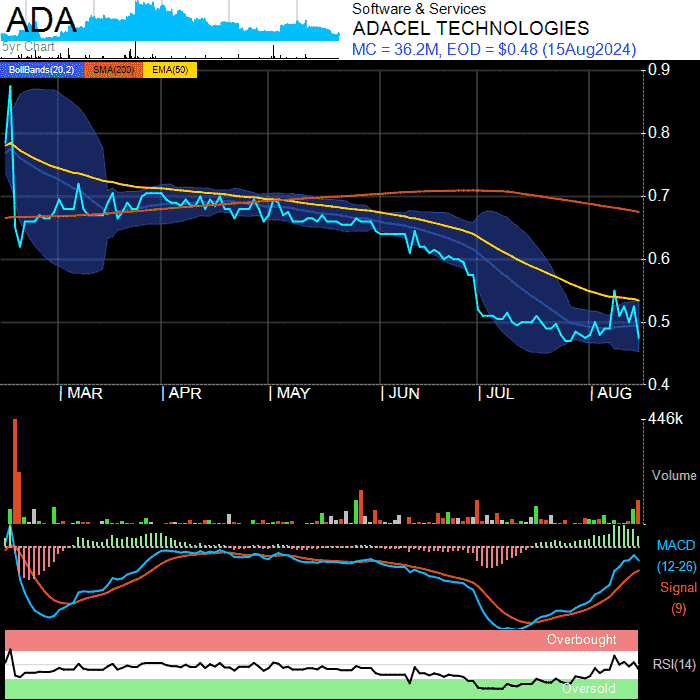 ADA
5yr Chart
Software & Services
ADACEL TECHNOLOGIES
MC = 36.2M, EOD = $0.48 (15Aug2024)
BollBands(20,2) SMA(200) EMA(50)
0.9
0.8
0.7
0.6
0.5
0.4
MAR APR MAY JUN JUL AUG
446k
Volume
MACD
(12-26)
Signal
(9)
Overbought
RSI(14)
Oversold